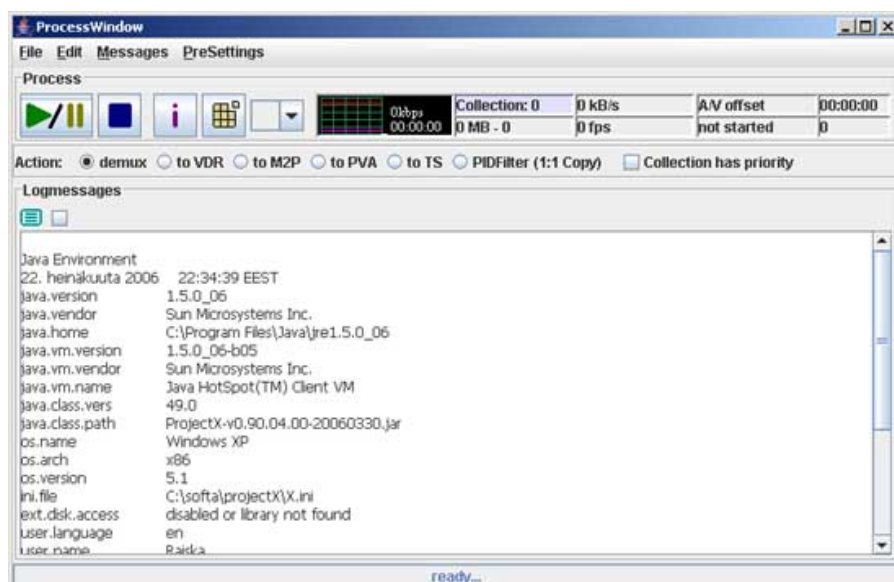 ProcessWindow
File Edit Messages PreSettings
Process
i
0kbps
00:00:00
Collection: 0 0 kB/s A/V offset 00:00:00
0 MB - 0 0 fps not started 0
Action: demux to VDR to M2P to PVA to TS PIDFilter (1:1 Copy) Collection has priority
Logmessages
Java Environment
22. heinäkuuta 2006 22:34:39 EEST
java.version 1.5.0_06
java.vendor Sun Microsystems Inc.
java.home C:\Program Files\Java\jre1.5.0_06
java.vm.version 1.5.0_06-b05
java.vm.vendor Sun Microsystems Inc.
java.vm.name Java HotSpot(TM) Client VM
java.class.vers 49.0
java.class.path ProjectX-v0.90.04.00-20060330.jar
os.name Windows XP
os.arch x86
os.version 5.1
ini.file C:\softa\projectX\X.ini
ext.disk.access disabled or library not found
user.language en
user.name Raiska
ready...